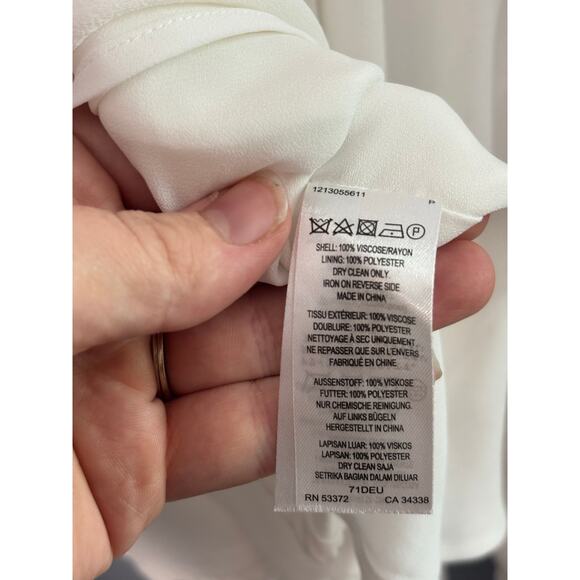 1213055611 P
P
SHELL: 100% VISCOSE/RAYON
LINING: 100% POLYESTER
DRY CLEAN ONLY
IRON ON REVERSE SIDE
MADE IN CHINA
TISSU EXTÉRIEUR: 100% VISCOSE
DOUBLURE: 100% POLYESTER
NETTOYAGE À SEC UNIQUEMENT
NE REPASSER QUE SUR L'ENVERS
FABRIQUÉ EN CHINE
AUSSENSTOFF: 100% VISKOSE
FUTTER: 100% POLYESTER
NUR CHEMISCHE REINIGUNG.
AUF LINKS BÜGELN
HERGESTELLT IN CHINA
LAPISAN LUAR: 100% VISKOS
LAPISAN: 100% POLYESTER
DRY CLEAN SAJA
SETRIKA BAGIAN DALAM DILUAR
71DEU
RN 53372 CA 34338